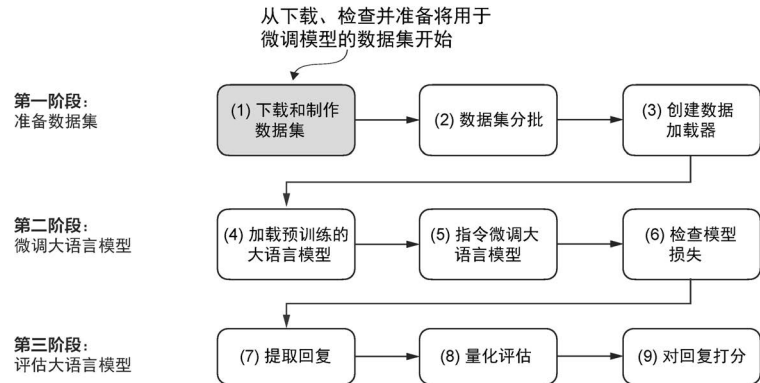 从下载、检查并准备将用于
微调模型的数据集开始
第一阶段：
准备数据集
(1) 下载和制作
数据集
(2) 数据集分批
(3) 创建数据
加载器
第二阶段：
微调大语言模型
(4) 加载预训练的
大语言模型
(5) 指令微调大
语言模型
(6) 检查模型
损失
第三阶段：
评估大语言模型
(7) 提取回复
(8) 量化评估
(9) 对回复打分